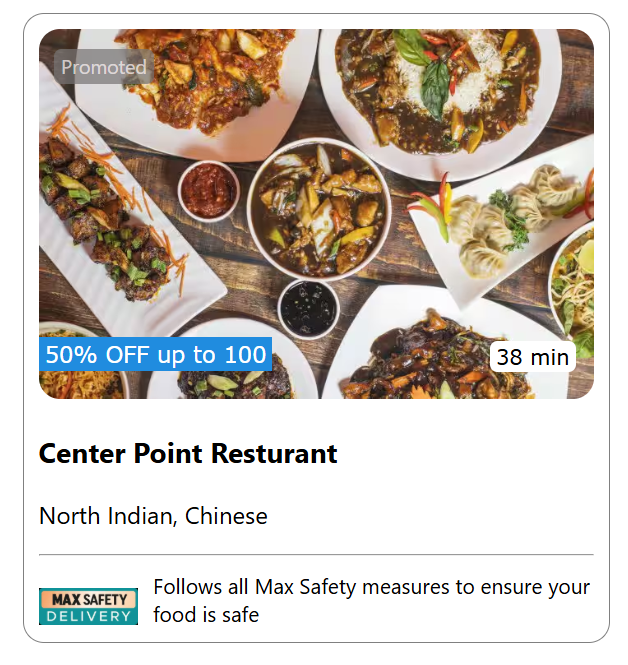 Promoted
50% OFF up to 100
38 min
Center Point Resturant
North Indian, Chinese
MAX SAFETY
DELIVERY
Follows all Max Safety measures to ensure your
food is safe